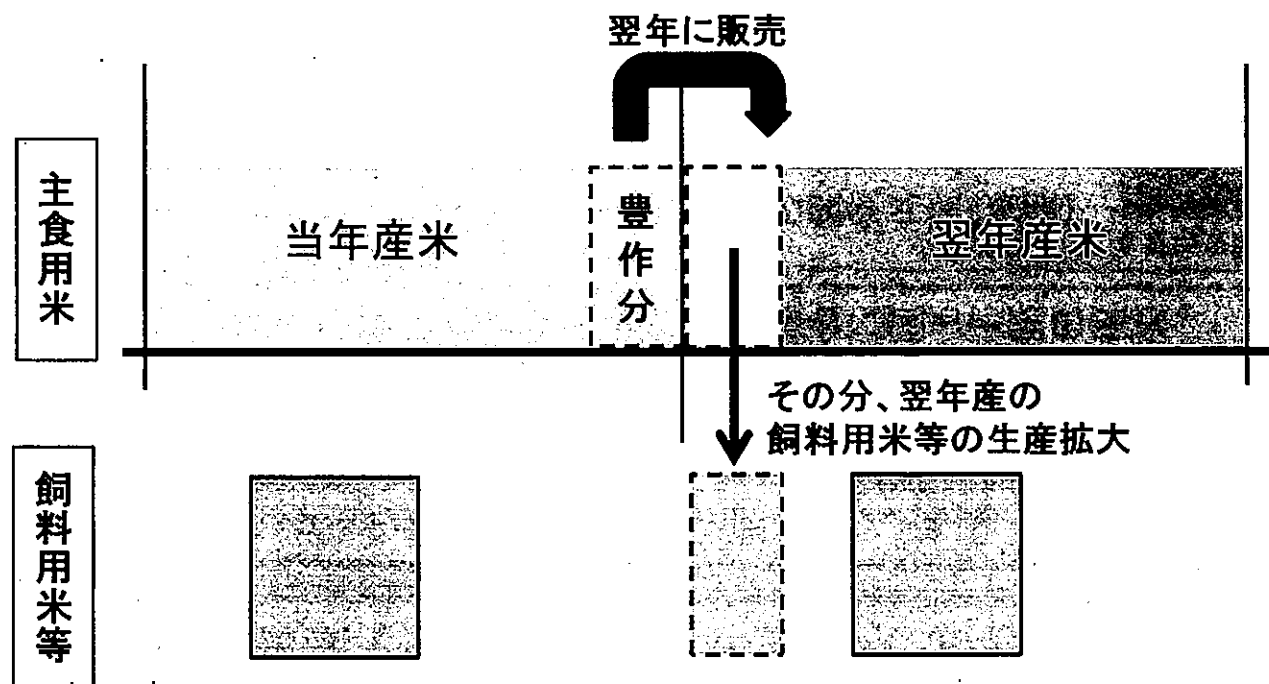 翌年に販売
主食用米
当年産米
豊作分
翌年産米
その分、翌年産の
飼料用米等の生産拡大
飼料用米等